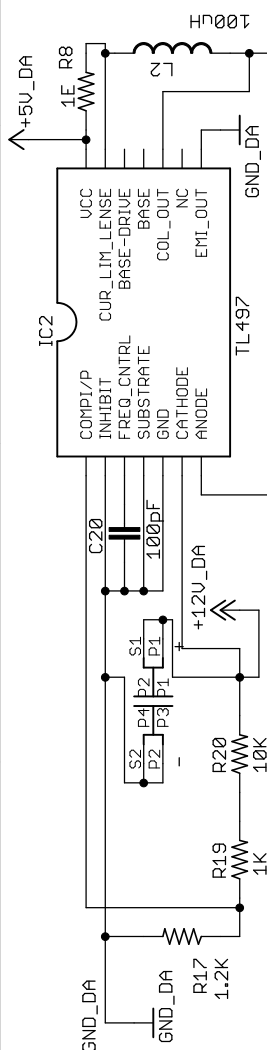 100uH
L2
R8
1E
+5V_DA
GND_DA
VCC
CUR_LIM_LENSE
BASE-DRIVE
BASE
COL_OUT
NC
EMI_OUT
IC2
TL497
COMPI/P
INHIBIT
FREQ_CNTRL
SUBSTRATE
GND
CATHODE
ANODE
C20
100pF
+12V_DA
S1
P1
+
P2
P1
P4
P3
S2
P2
-
R20
10K
R19
1K
R17
1.2K
GND_DA
GND_DA